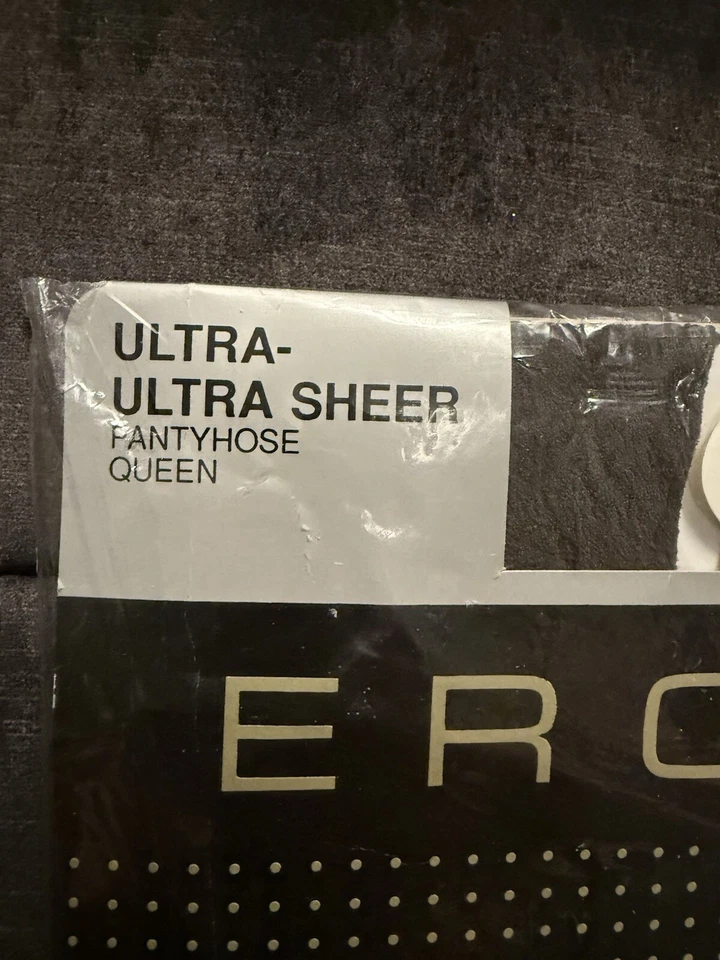 ULTRA-
ULTRA SHEER
PANTYHOSE
QUEEN
ER